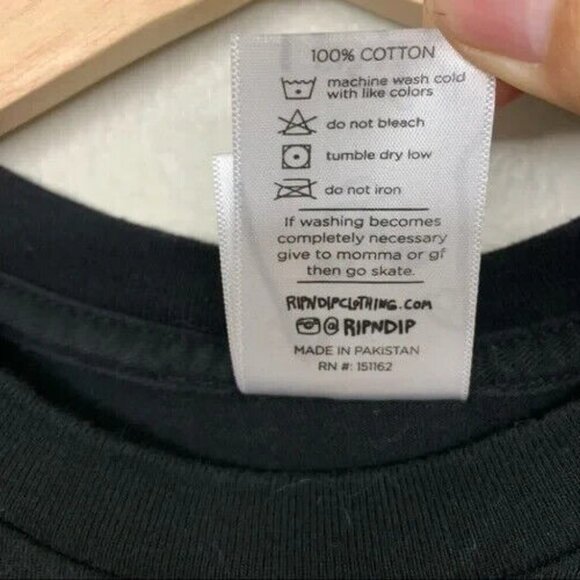 100% COTTON
machine wash cold
with like colors
do not bleach
tumble dry low
do not iron
If washing becomes
completely necessary
give to momma or gf
then go skate.
RIPNDIPCLOTHING.COM
@RIPNDIP
MADE IN PAKISTAN
RN #: 151162